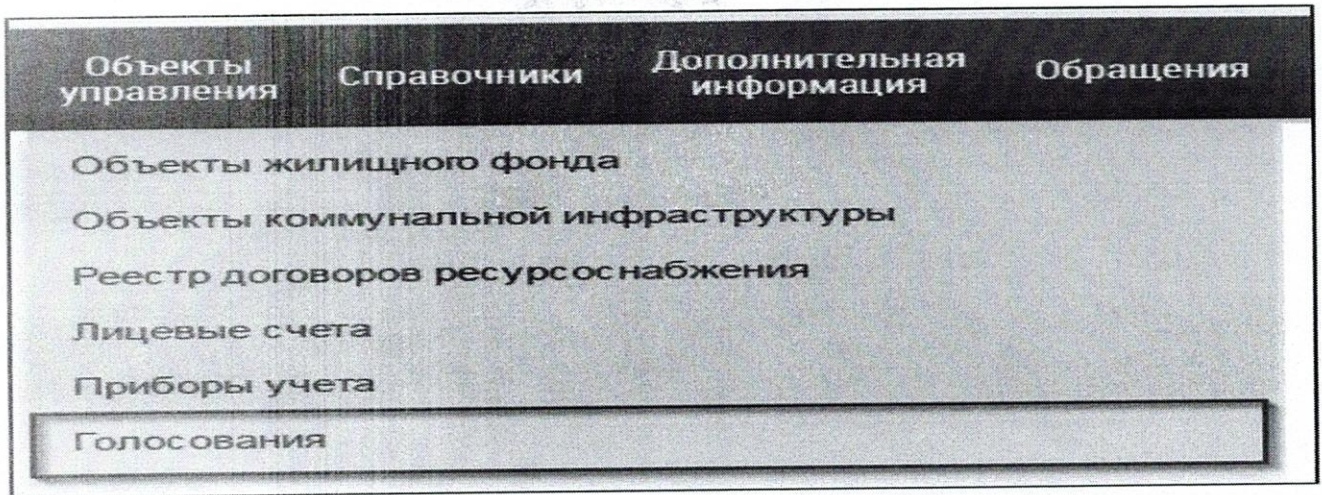 Объекты управления
Справочники
Дополнительная информация
Обращения
Объекты жилищного фонда
Объекты коммунальной инфраструктуры
Реестр договоров ресурсоснабжения
Лицевые счета
Приборы учета
Голосования